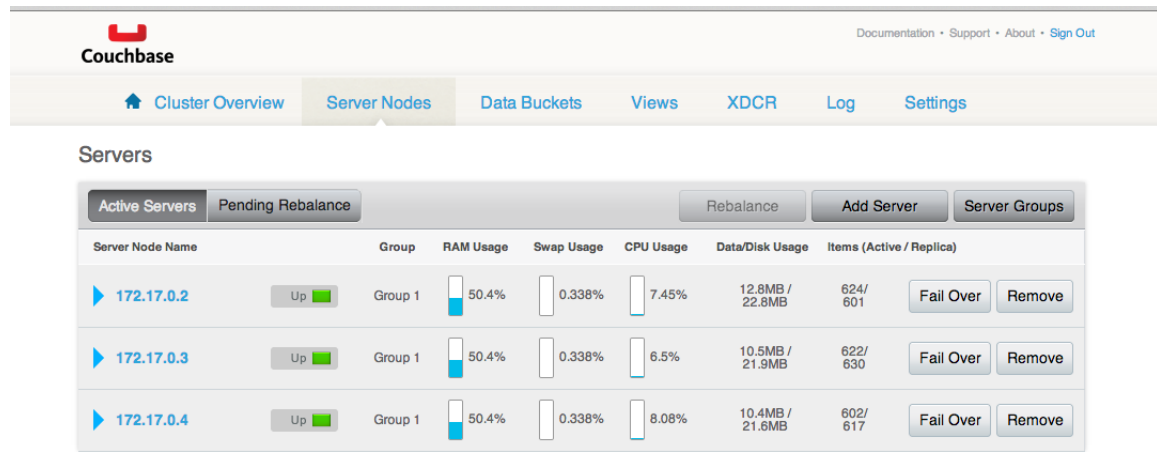 Documentation • Support • About • Sign Out
Couchbase
Cluster Overview Server Nodes Data Buckets Views XDCR Log Settings
Servers
Active Servers Pending Rebalance Rebalance Add Server Server Groups
Server Node Name Group RAM Usage Swap Usage CPU Usage Data/Disk Usage Items (Active / Replica)
172.17.0.2 Up Group 1 50.4% 0.338% 7.45% 12.8MB / 22.8MB 624/ 601 Fail Over Remove
172.17.0.3 Up Group 1 50.4% 0.338% 6.5% 10.5MB / 21.9MB 622/ 630 Fail Over Remove
172.17.0.4 Up Group 1 50.4% 0.338% 8.08% 10.4MB / 21.6MB 602/ 617 Fail Over Remove